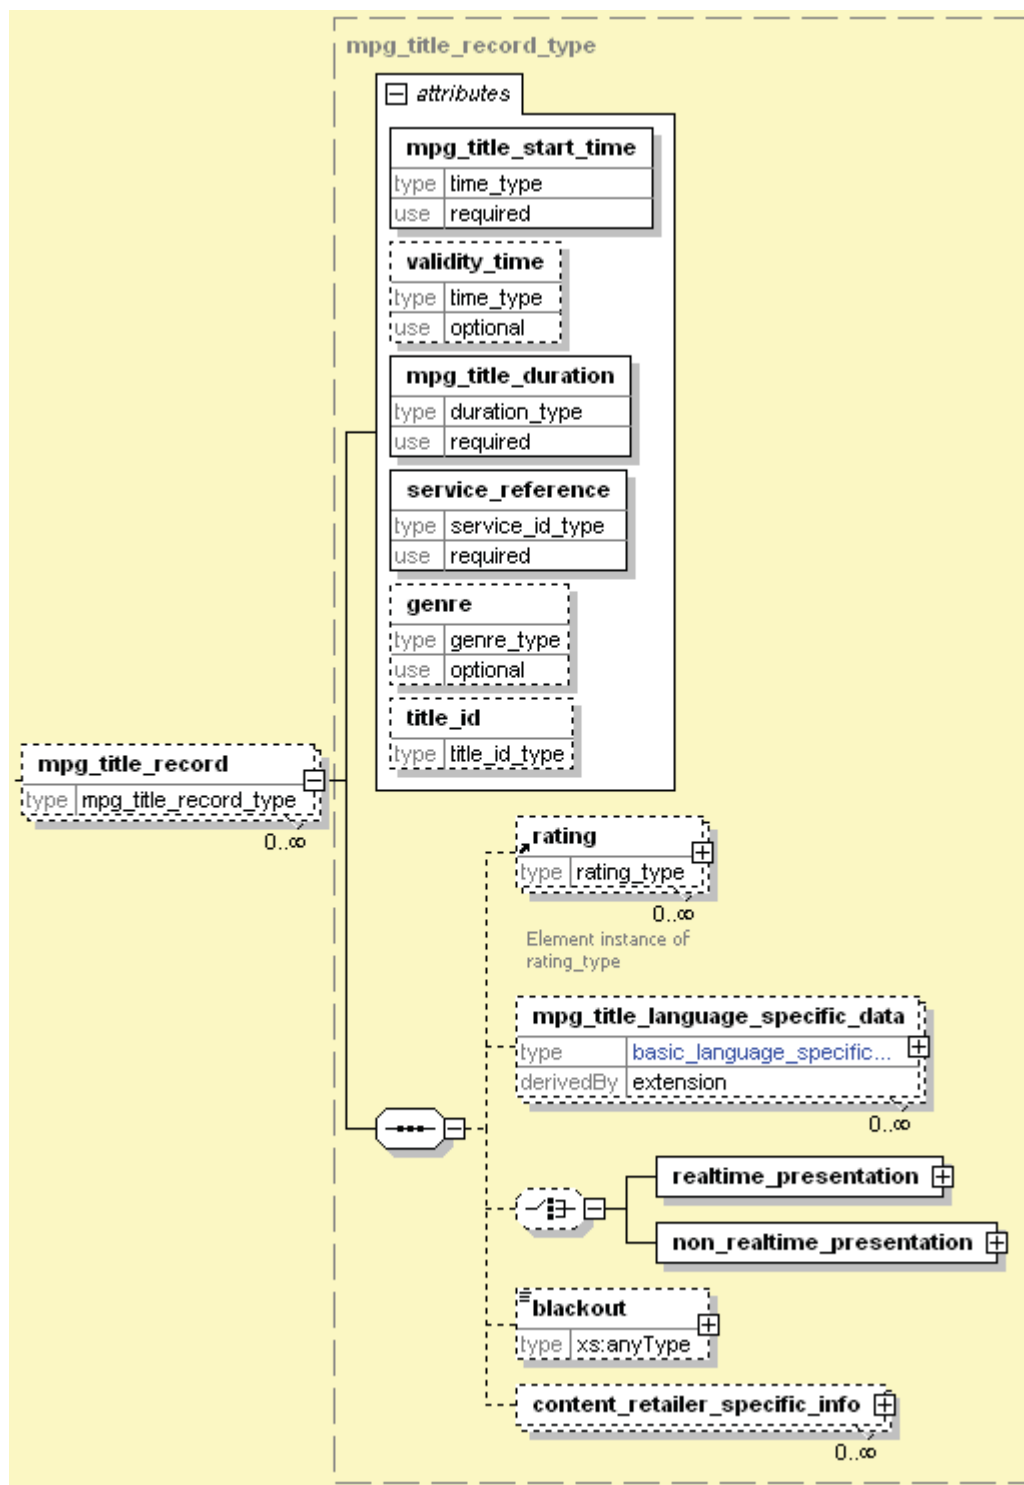 mpg_title_record_type
attributes
mpg_title_start_time
type time_type
use required
validity_time
type time_type
use optional
mpg_title_duration
type duration_type
use required
service_reference
type service_id_type
use required
genre
type genre_type
use optional
title_id
type title_id_type
mpg_title_record
type mpg_title_record_type
0..∞
rating
type rating_type
0..∞
Element instance of
rating_type
mpg_title_language_specific_data
type basic_language_specific...
derivedBy extension
0..∞
realtime_presentation
non_realtime_presentation
blackout
type xs:anyType
content_retailer_specific_info
0..∞